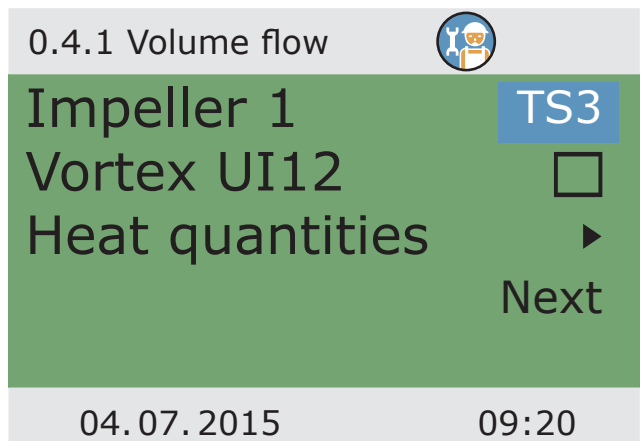 0.4.1 Volume flow
Impeller 1 TS3
Vortex UI12
Heat quantities
Next
04.07.2015 09:20